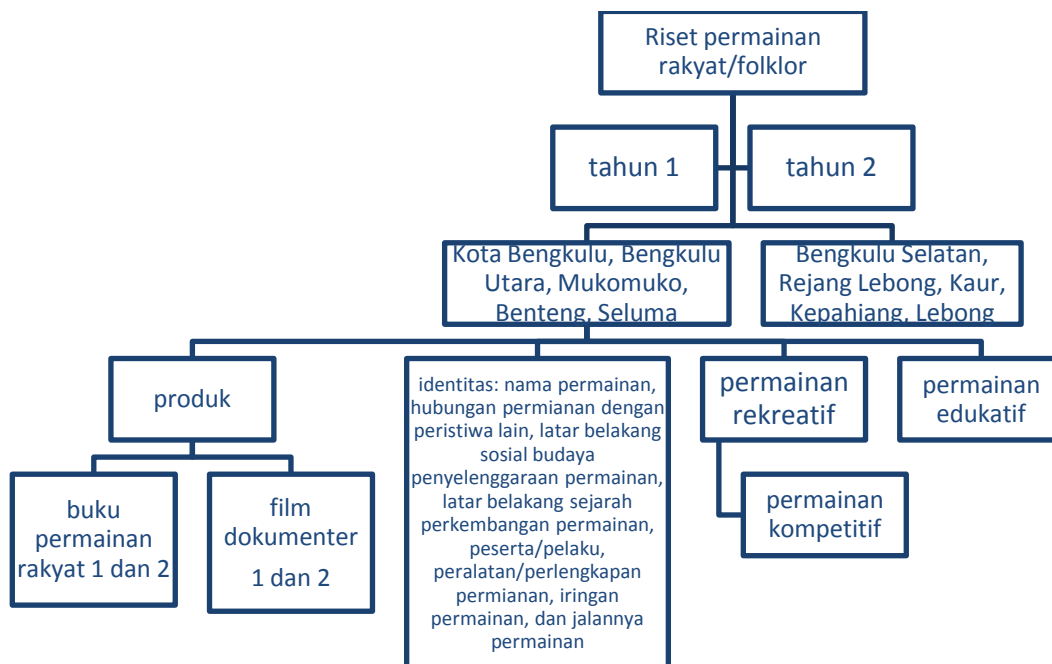 Riset permainan
rakyat/folklor
tahun 1
tahun 2
Kota Bengkulu, Bengkulu
Utara, Mukomuko,
Benteng, Seluma
Bengkulu Selatan,
Rejang Lebong, Kaur,
Kepahiang, Lebong
produk
identitas: nama permainan,
hubungan permianan dengan
peristiwa lain, latar belakang
sosial budaya
penyelenggaraan permainan,
latar belakang sejarah
perkembangan permainan,
peserta/pelaku,
peralatan/perlengkapan
permianan, iringan
permainan, dan jalannya
permainan
permainan
rekreatif
permainan
edukatif
buku
permainan
rakyat 1 dan 2
film
dokumenter
1 dan 2
permainan
kompetitif